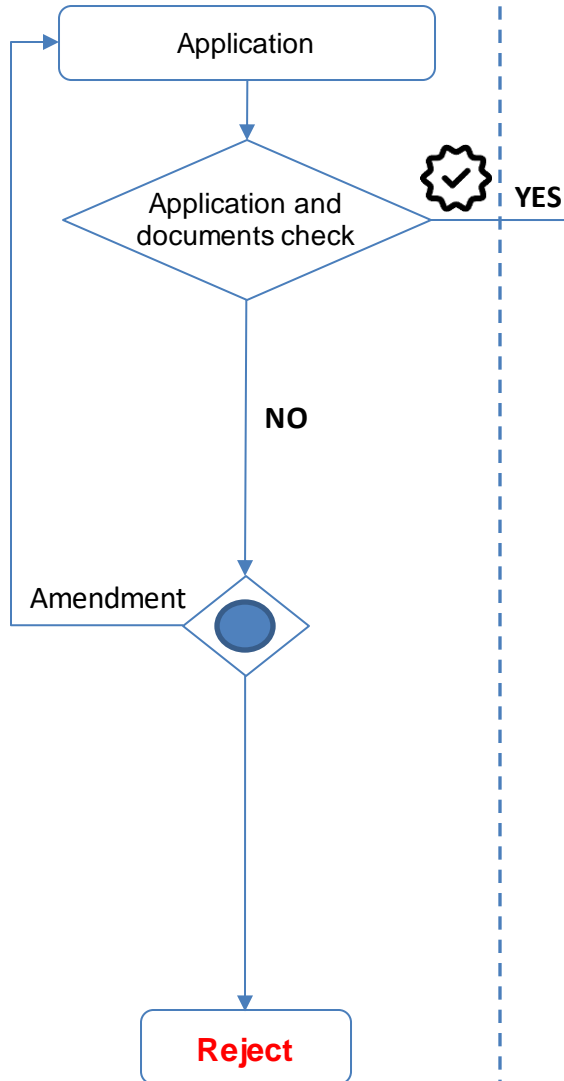 Application
Application and
documents check
YES
NO
Amendment
Reject